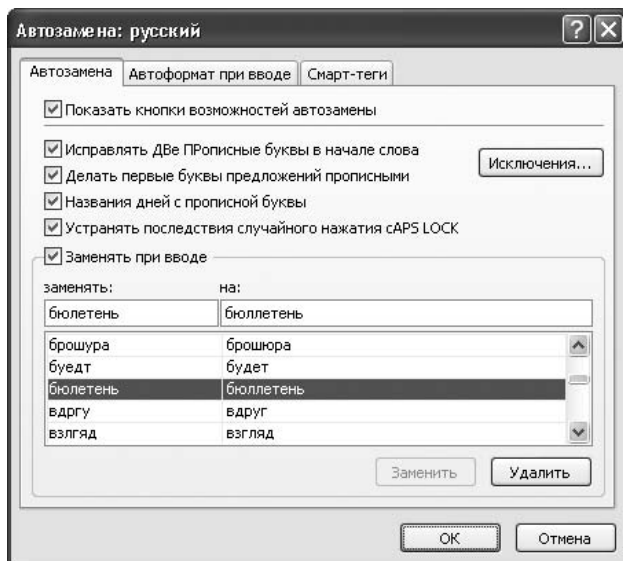 Автозамена: русский
Автозамена Автоформат при вводе Смарт-теги
Показать кнопки возможностей автозамены
Исправлять ДВе ПРописные буквы в начале слова
Исключения...
Делать первые буквы предложений прописными
Названия дней с прописной буквы
Устранять последствия случайного нажатия cAPS LOCK
Заменять при вводе
заменять: на:
бюлетень бюллетень
брошура брошюра
буедт будет
бюлетень бюллетень
вдргу вдруг
взлгяд взгляд
Заменить Удалить
ОК Отмена